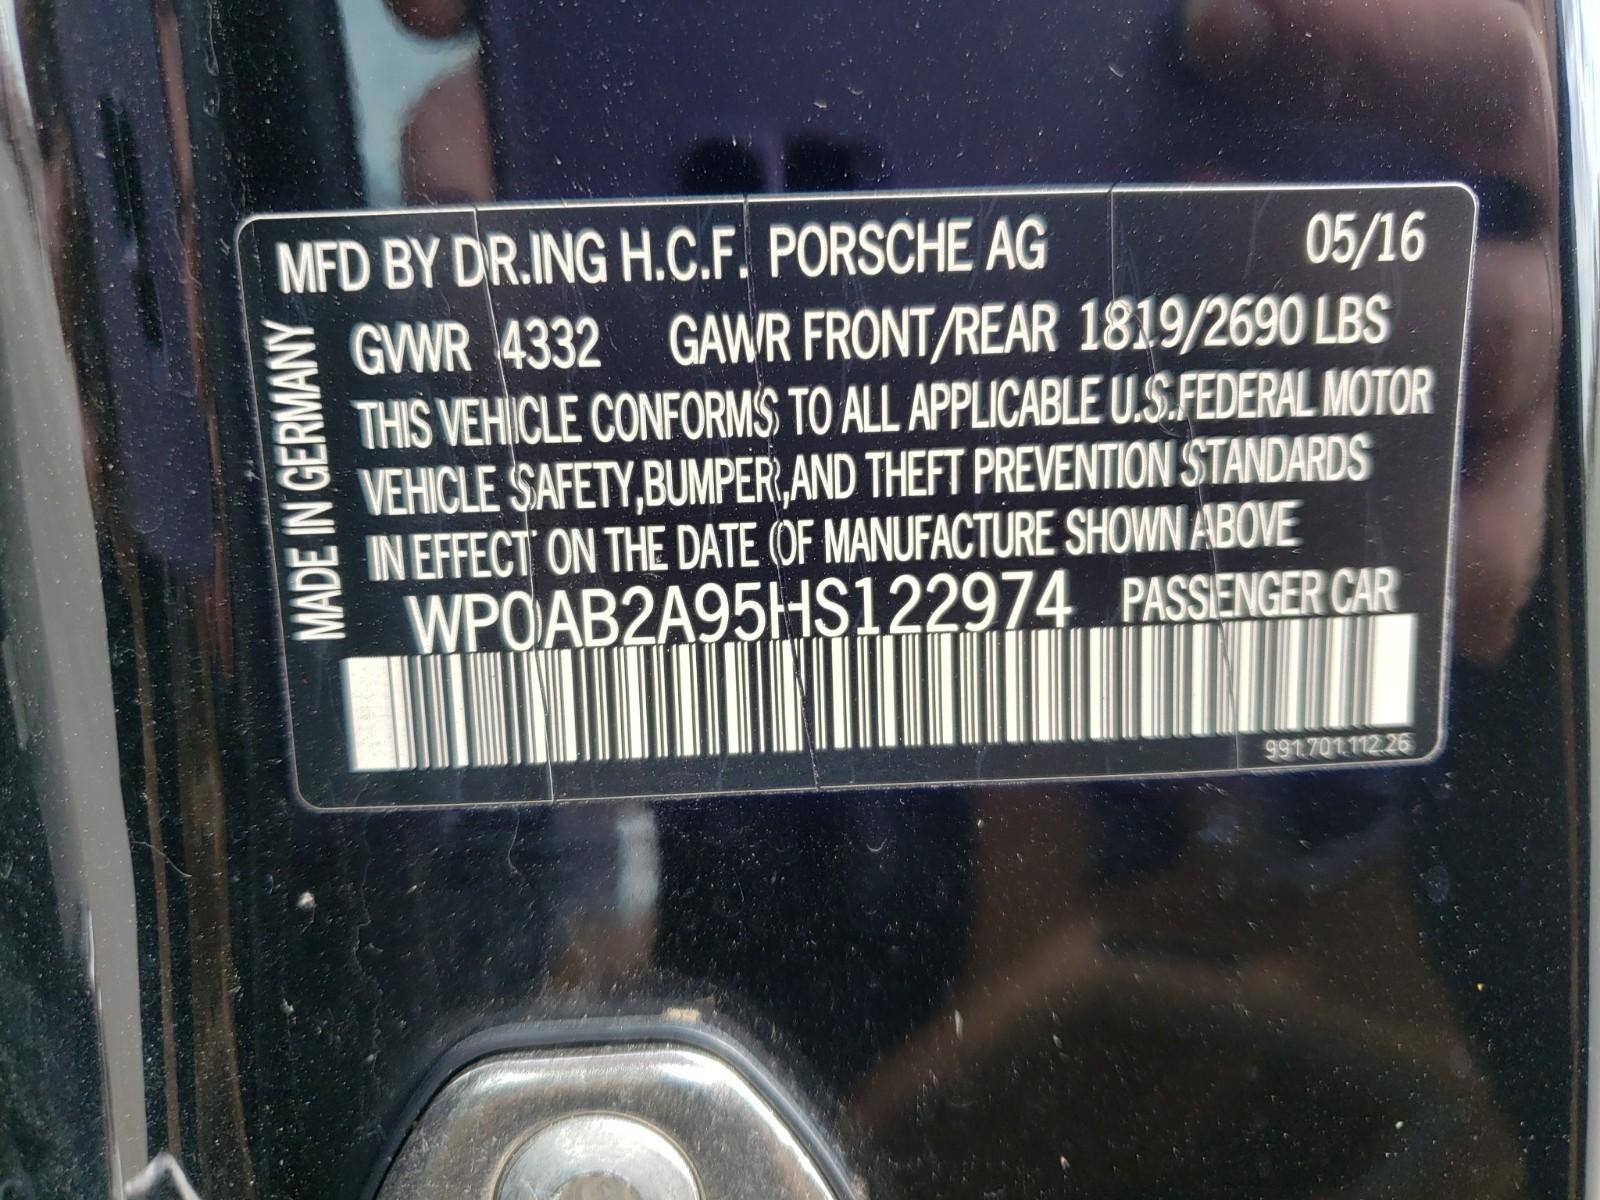 MFD BY DR.ING H.C.F. PORSCHE AG 05/16
GVWR 4332 GAWR FRONT/REAR 1819/2690 LBS
THIS VEHICLE CONFORMS TO ALL APPLICABLE U.S.FEDERAL MOTOR
VEHICLE SAFETY,BUMPER,AND THEFT PREVENTION STANDARDS
IN EFFECT ON THE DATE OF MANUFACTURE SHOWN ABOVE
WP0AB2A95HS122974 PASSENGER CAR
991.701.112.26
MADE IN GERMANY